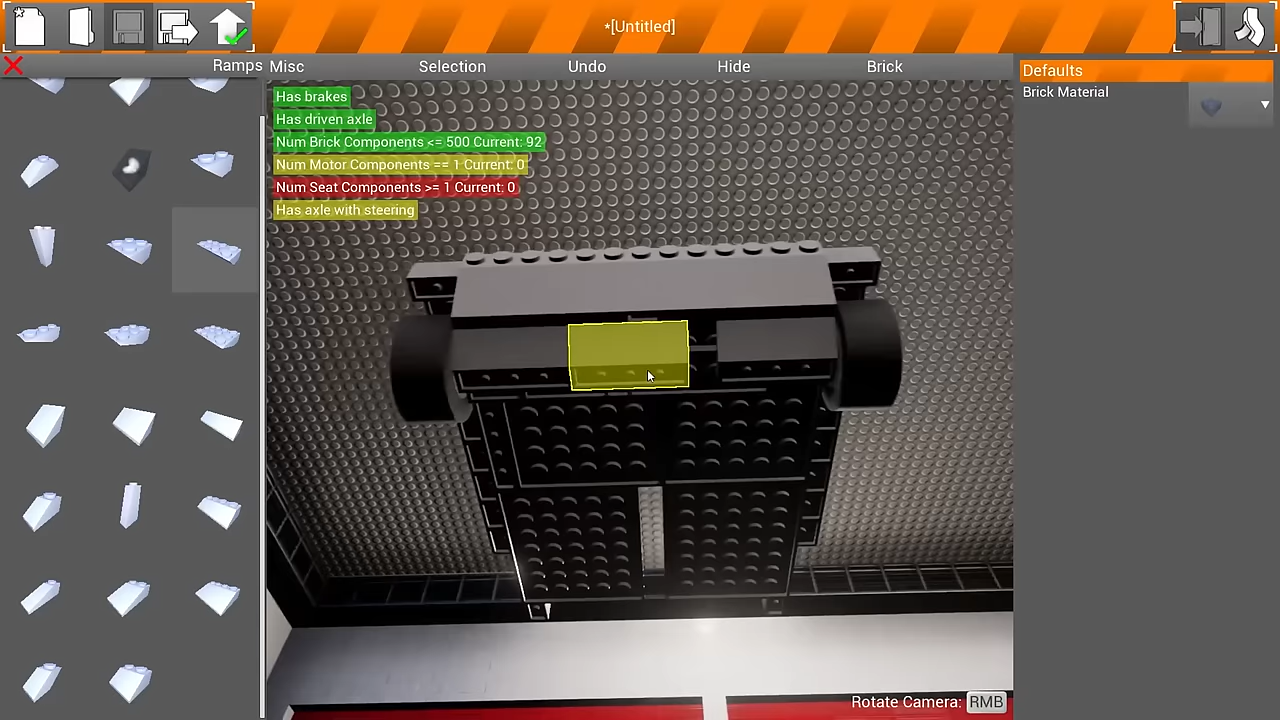 *[Untitled]
Ramps
Misc
Selection
Undo
Hide
Brick
Defaults
Brick Material
Has brakes
Has driven axle
Num Brick Components <= 500 Current: 92
Num Motor Components == 1 Current: 0
Num Seat Components >= 1 Current: 0
Has axle with steering
Rotate Camera: RMB